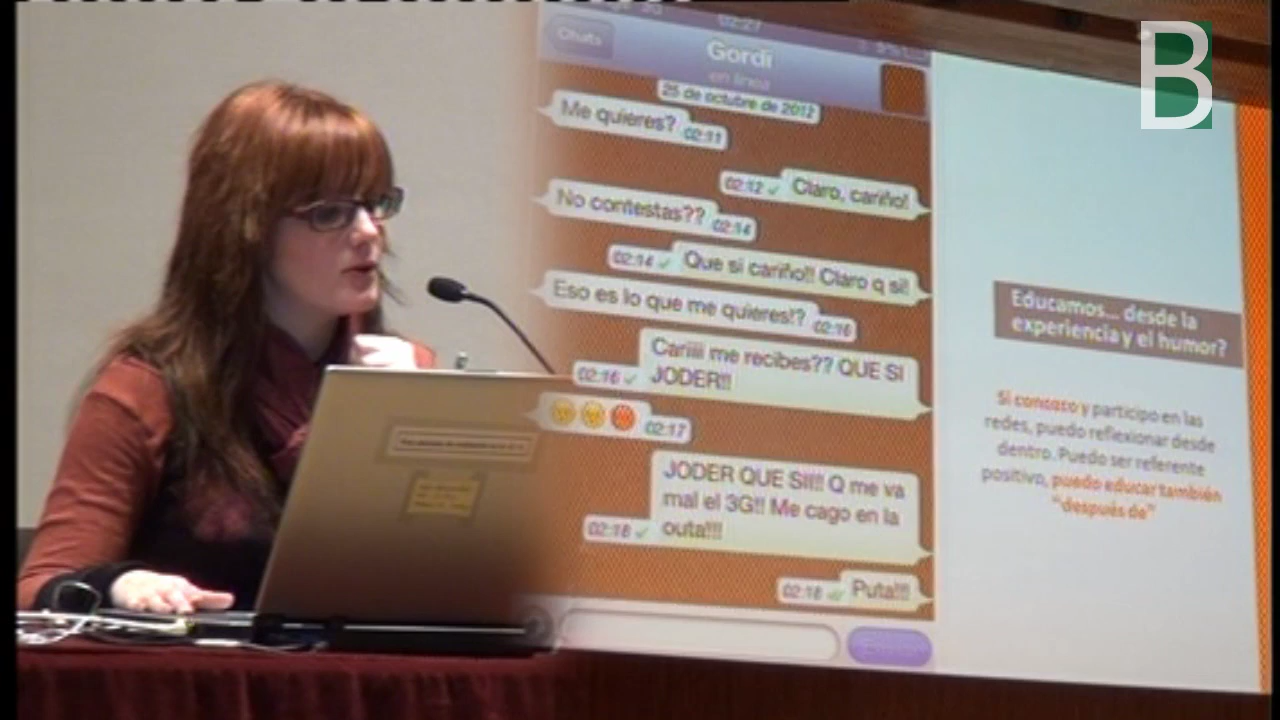 B
02:27
Chats
Gordi
en línea
25 de octubre de 2012
Me quieres? 02:11
02:12 Claro, cariño!
No contestas?? 02:14
02:14 Que si cariño!! Claro q si!
Eso es lo que me quieres!? 02:16
Cariiii me recibes?? QUE SI
02:16 JODER!!
02:17
JODER QUE SI!!! Q me va
mal el 3G!! Me cago en la
02:18 outa!!!
02:18 Puta!!!
Educamos... desde la
experiencia y el humor?
Si conozco y participo en las
redes, puedo reflexionar desde
dentro. Puedo ser referente
positivo, puedo educar también
"después de"